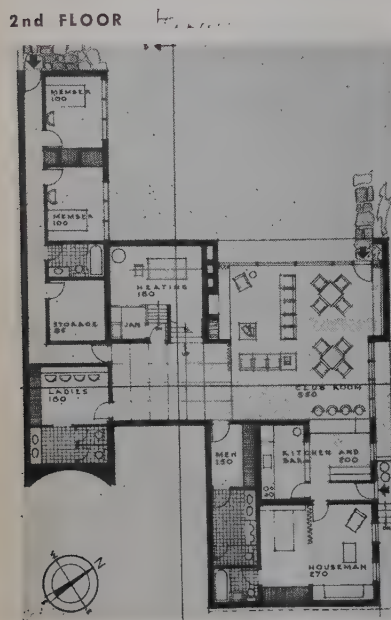 2nd FLOOR
MEMBER
100
MEMBER
100
HEATING
180
JAN
STORAGE
LADIES
160
CLUB ROOM
550
MEN
150
KITCHEN AND
BAR 200
HOUSEMAN
270
N